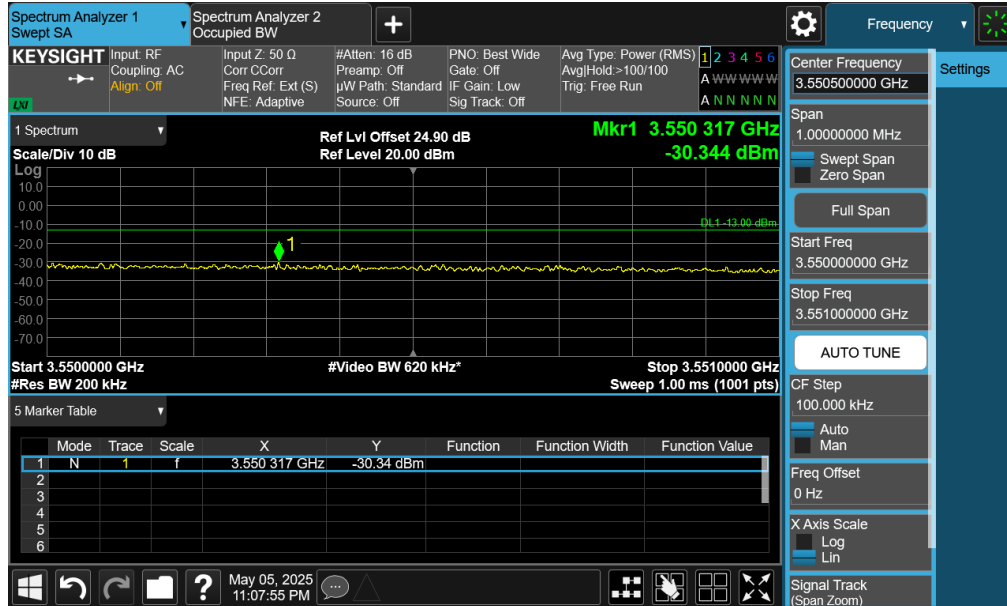 Spectrum Analyzer 1
Swept SA
Spectrum Analyzer 2
Occupied BW
+
Frequency
KEYSIGHT
LXI
Input: RF
Coupling: AC
Align: Off
Input Z: 50 Ω
Corr CCorr
Freq Ref: Ext (S)
NFE: Adaptive
#Atten: 16 dB
Preamp: Off
µW Path: Standard
Source: Off
PNO: Best Wide
Gate: Off
IF Gain: Low
Sig Track: Off
Avg Type: Power (RMS)
Avg|Hold:>100/100
Trig: Free Run
1 2 3 4 5 6
A W W W W W
A N N N N N
1 Spectrum
Scale/Div 10 dB
Ref Lvl Offset 24.90 dB
Ref Level 20.00 dBm
Mkr1 3.550 317 GHz
-30.344 dBm
Log
10.0
0.00
-10.0
-20.0
-30.0
-40.0
-50.0
-60.0
-70.0
DL1 -13.00 dBm
1
Start 3.5500000 GHz
#Res BW 200 kHz
#Video BW 620 kHz*
Stop 3.5510000 GHz
Sweep 1.00 ms (1001 pts)
5 Marker Table
Mode Trace Scale X Y Function Function Width Function Value
1 N 1 f 3.550 317 GHz -30.34 dBm
2
3
4
5
6
Center Frequency
3.550500000 GHz
Span
1.00000000 MHz
Swept Span
Zero Span
Full Span
Start Freq
3.550000000 GHz
Stop Freq
3.551000000 GHz
AUTO TUNE
CF Step
100.000 kHz
Auto
Man
Freq Offset
0 Hz
X Axis Scale
Log
Lin
Signal Track
(Span Zoom)
Settings
?
May 05, 2025
11:07:55 PM